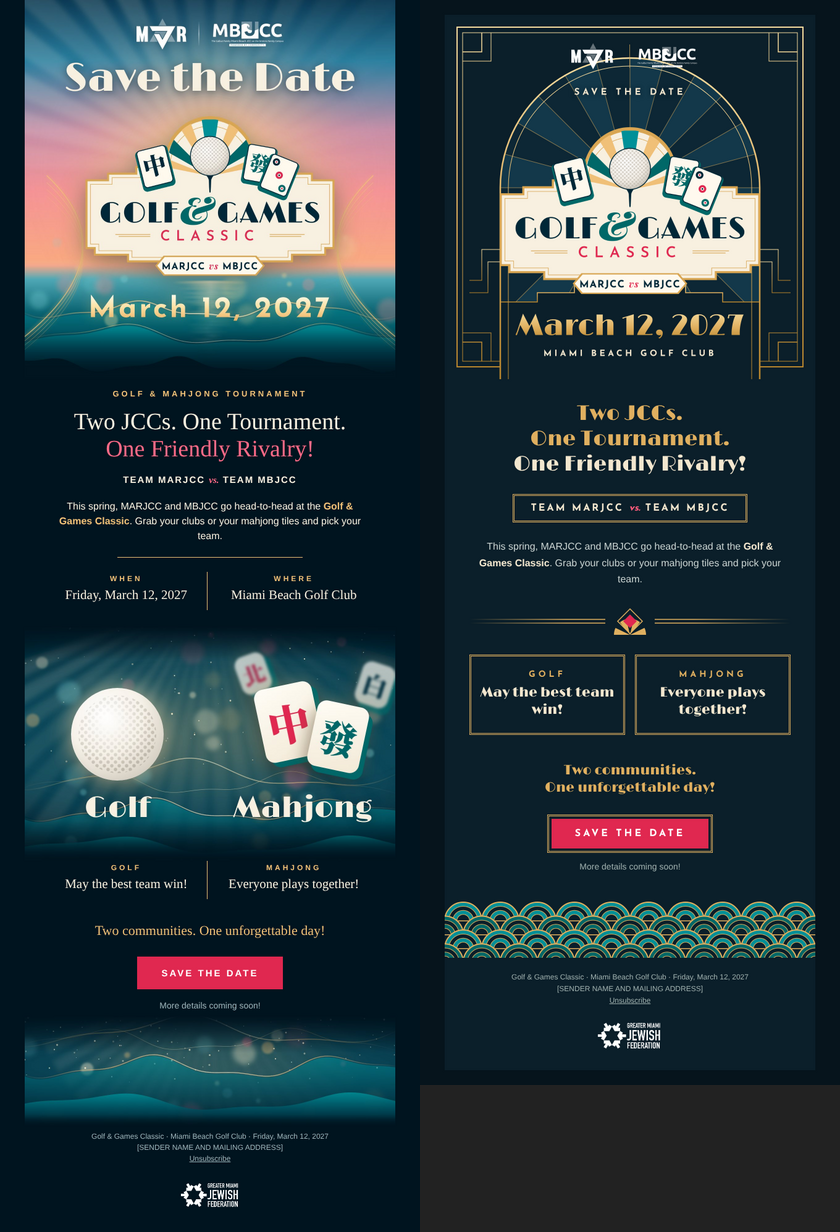 M R
MBJCC
Save the Date
中
發
GOLF & GAMES
CLASSIC
MARJCC vs MBJCC
March 12, 2027
GOLF & MAHJONG TOURNAMENT
Two JCCs. One Tournament.
One Friendly Rivalry!
TEAM MARJCC vs. TEAM MBJCC
This spring, MARJCC and MBJCC go head-to-head at the Golf &
Games Classic. Grab your clubs or your mahjong tiles and pick your
team.
WHEN
Friday, March 12, 2027
WHERE
Miami Beach Golf Club
北
白
中
發
Golf
Mahjong
GOLF
May the best team win!
MAHJONG
Everyone plays together!
Two communities. One unforgettable day!
SAVE THE DATE
More details coming soon!
Golf & Games Classic · Miami Beach Golf Club · Friday, March 12, 2027
[SENDER NAME AND MAILING ADDRESS]
Unsubscribe
GREATER MIAMI
JEWISH
FEDERATION
M R
MBJCC
SAVE THE DATE
中
發
GOLF & GAMES
CLASSIC
MARJCC vs MBJCC
March 12, 2027
MIAMI BEACH GOLF CLUB
Two JCCs.
One Tournament.
One Friendly Rivalry!
TEAM MARJCC vs. TEAM MBJCC
This spring, MARJCC and MBJCC go head-to-head at the Golf &
Games Classic. Grab your clubs or your mahjong tiles and pick your
team.
GOLF
May the best team
win!
MAHJONG
Everyone plays
together!
Two communities.
One unforgettable day!
SAVE THE DATE
More details coming soon!
Golf & Games Classic · Miami Beach Golf Club · Friday, March 12, 2027
[SENDER NAME AND MAILING ADDRESS]
Unsubscribe
GREATER MIAMI
JEWISH
FEDERATION